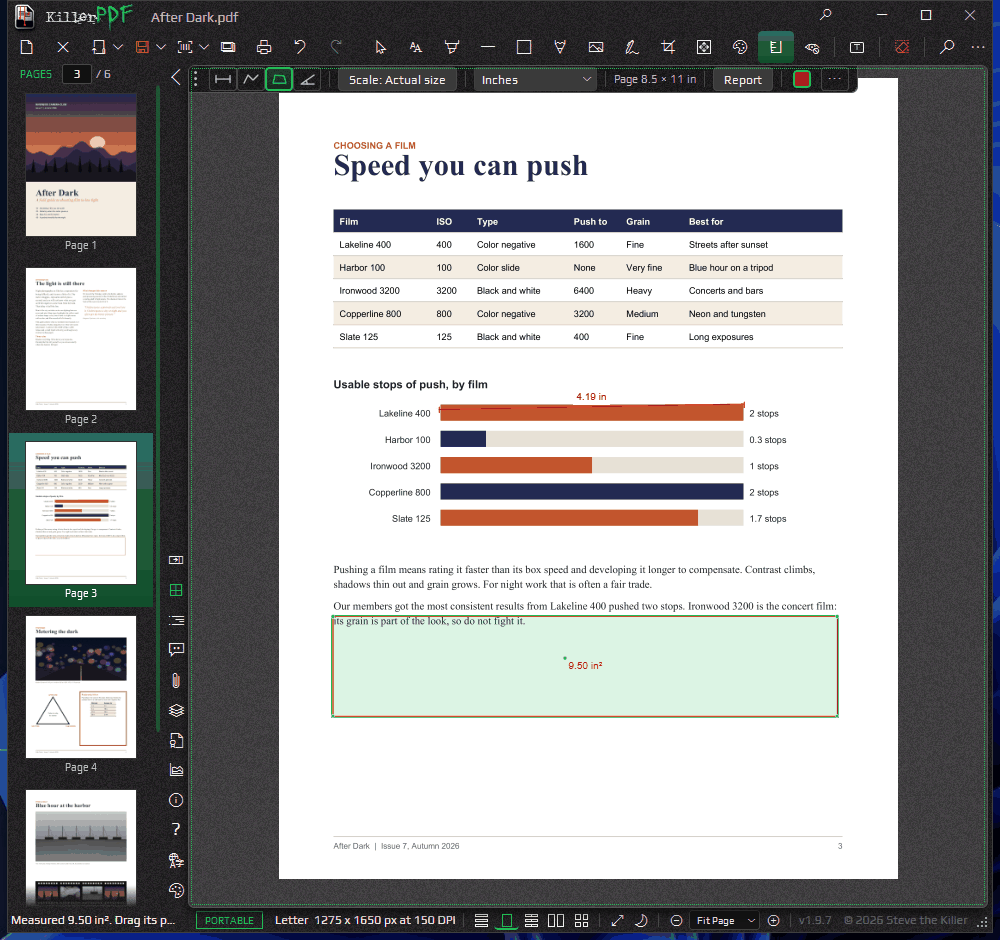 KillerPDF After Dark.pdf
PAGES 3 / 6
Scale: Actual size Inches Page 8.5 × 11 in Report ...
After Dark
Page 1
The light is still there
Page 2
Speed you can push
Page 3
Metering the dark
Page 4
Blue hour at the harbor
CHOOSING A FILM
Speed you can push
Film ISO Type Push to Grain Best for
Lakeline 400 400 Color negative 1600 Fine Streets after sunset
Harbor 100 100 Color slide None Very fine Blue hour on a tripod
Ironwood 3200 3200 Black and white 6400 Heavy Concerts and bars
Copperline 800 800 Color negative 3200 Medium Neon and tungsten
Slate 125 125 Black and white 400 Fine Long exposures
Usable stops of push, by film
4.19 in
Lakeline 400 2 stops
Harbor 100 0.3 stops
Ironwood 3200 1 stops
Copperline 800 2 stops
Slate 125 1.7 stops
Pushing a film means rating it faster than its box speed and developing it longer to compensate. Contrast climbs,
shadows thin out and grain grows. For night work that is often a fair trade.
Our members got the most consistent results from Lakeline 400 pushed two stops. Ironwood 3200 is the concert film:
its grain is part of the look, so do not fight it.
9.50 in²
After Dark | Issue 7, Autumn 2026 3
Measured 9.50 in². Drag its p... PORTABLE Letter 1275 x 1650 px at 150 DPI Fit Page v1.9.7 © 2026 Steve the Killer